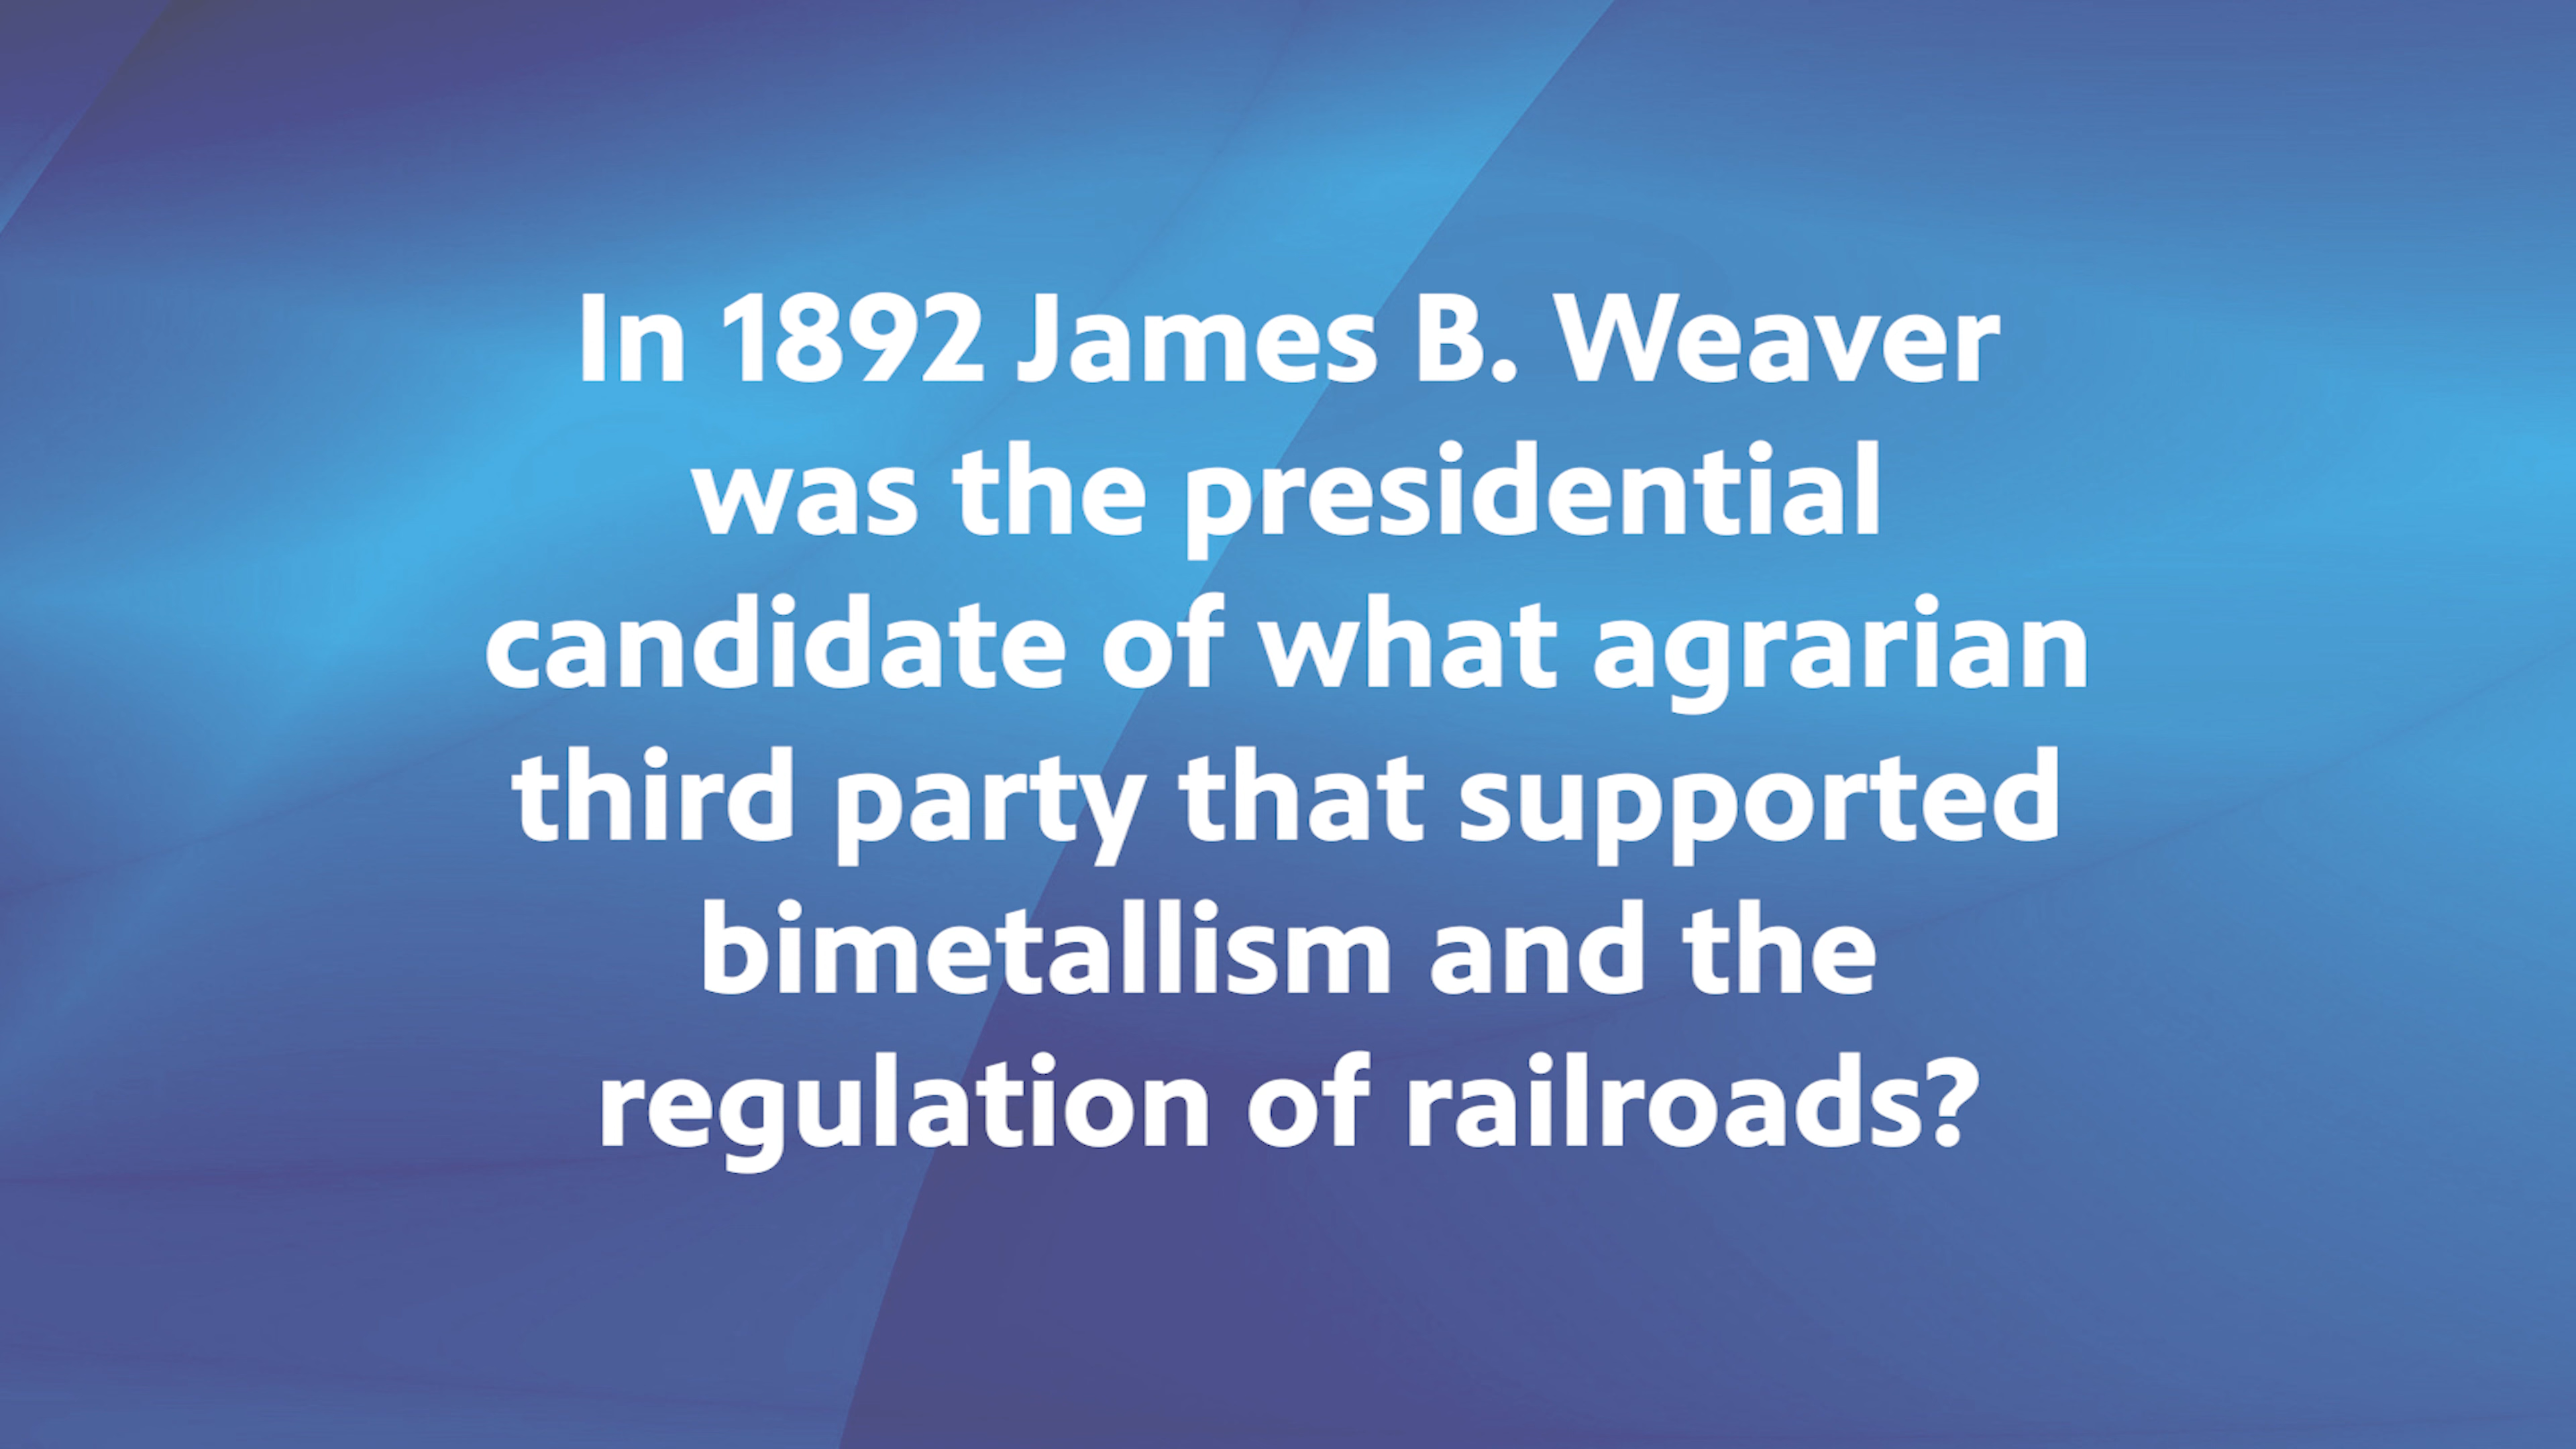 In 1892 James B. Weaver
was the presidential
candidate of what agrarian
third party that supported
bimetallism and the
regulation of railroads?